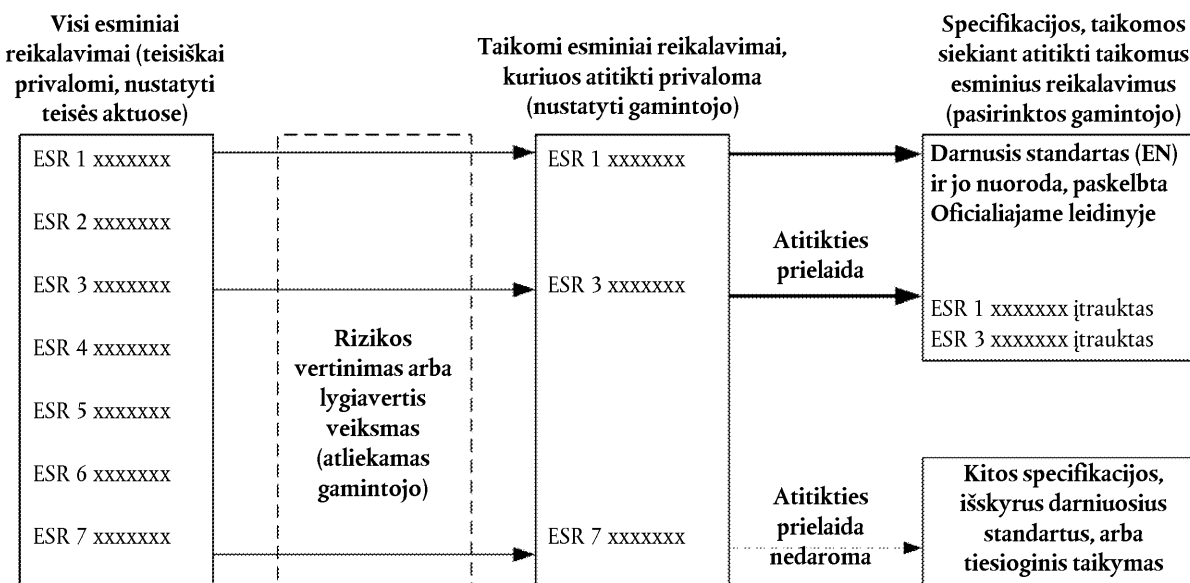 Visi esminiai
reikalavimai (teisiškai
privalomi, nustatyti
teisės aktuose)
ESR 1 xxxxxxx
ESR 2 xxxxxxx
ESR 3 xxxxxxx
ESR 4 xxxxxxx
ESR 5 xxxxxxx
ESR 6 xxxxxxx
ESR 7 xxxxxxx
Rizikos
vertinimas arba
lygiavertis
veiksmas
(atliekamas
gamintojo)
Taikomi esminiai reikalavimai,
kuriuos atitikti privaloma
(nustatyti gamintojo)
ESR 1 xxxxxxx
ESR 3 xxxxxxx
ESR 7 xxxxxxx
Atitikties
prielaida
Atitikties
prielaida
nedaroma
Specifikacijos, taikomos
siekiant atitikti taikomus
esminius reikalavimus
(pasirinktos gamintojo)
Darnusis standartas (EN)
ir jo nuoroda, paskelbta
Oficialiajame leidinyje
ESR 1 xxxxxxx įtrauktas
ESR 3 xxxxxxx įtrauktas
Kitos specifikacijos,
išskyrus darniuosius
standartus, arba
tiesioginis taikymas